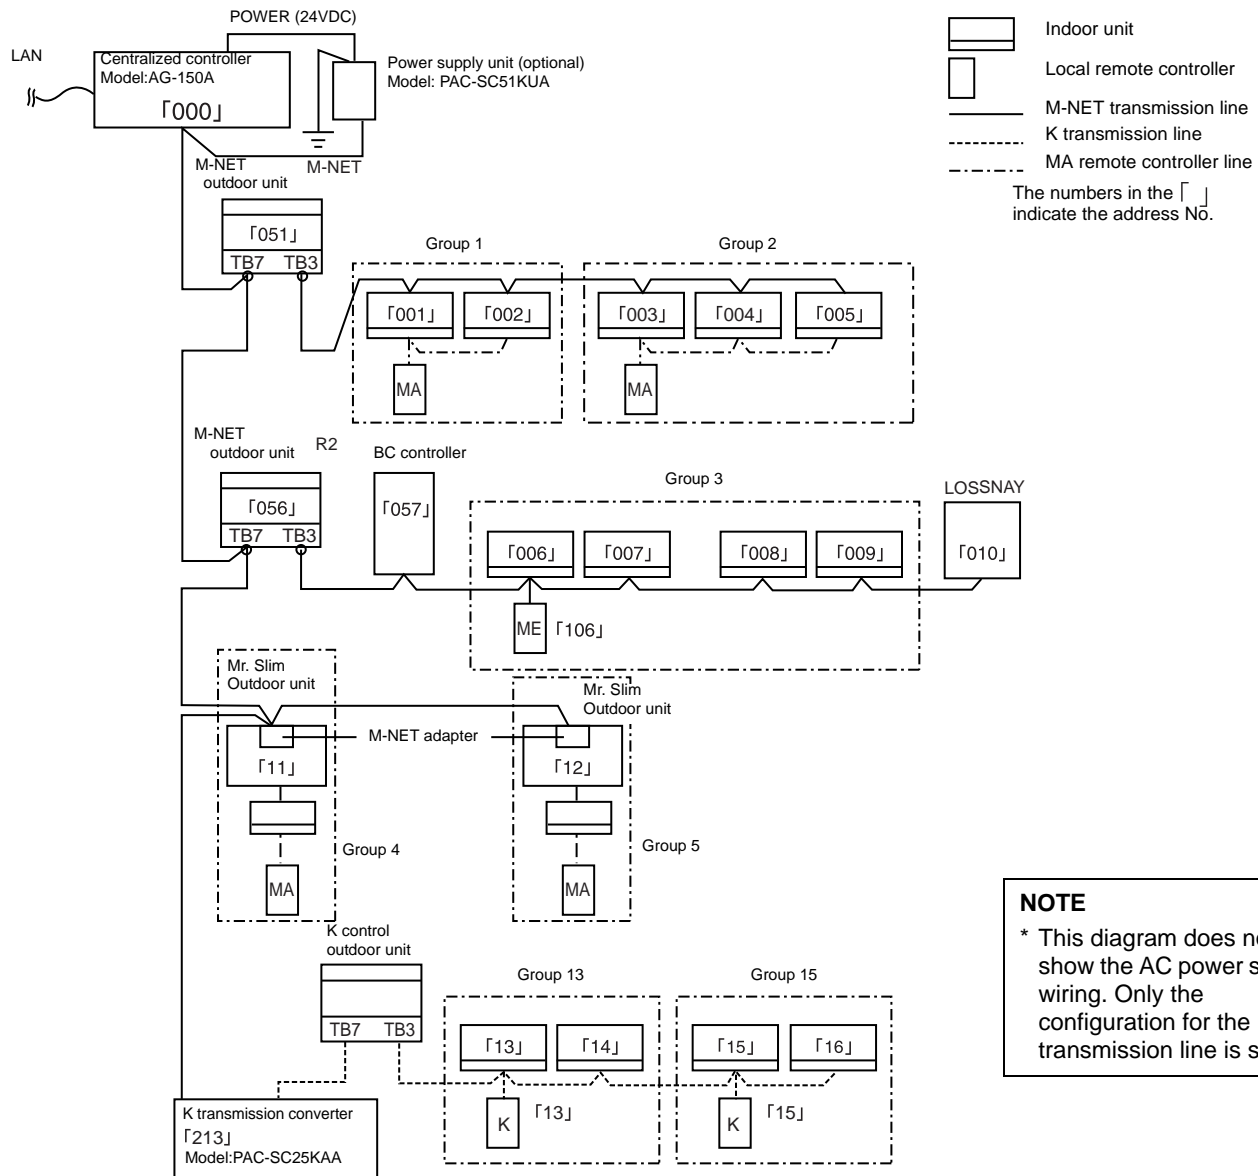 POWER (24VDC)
LAN
Centralized controller
Model:AG-150A
「000」
Power supply unit (optional)
Model: PAC-SC51KUA
M-NET
Indoor unit
Local remote controller
M-NET transmission line
K transmission line
MA remote controller line
The numbers in the「 」
indicate the address No.
M-NET
outdoor unit
「051」
TB7 TB3
Group 1
Group 2
「001」 「002」 「003」 「004」 「005」
MA MA
M-NET
outdoor unit
R2
BC controller
Group 3
LOSSNAY
「056」
TB7 TB3
「057」
「006」 「007」 「008」 「009」 「010」
ME 「106」
Mr. Slim
Outdoor unit
Mr. Slim
Outdoor unit
M-NET adapter
「11」 「12」
Group 4
Group 5
MA MA
K control
outdoor unit
TB7 TB3
Group 13
Group 15
「13」 「14」 「15」 「16」
K 「13」 K 「15」
K transmission converter
「213」
Model:PAC-SC25KAA
NOTE
* This diagram does
show the AC power
wiring. Only the
configuration for the
transmission line is